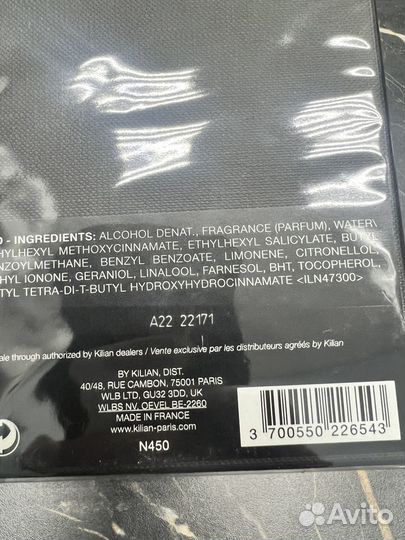 - INGREDIENTS: ALCOHOL DENAT., FRAGRANCE (PARFUM), WATER\
YLHEXYL METHOXYCINNAMATE, ETHYLHEXYL SALICYLATE, BUTYL
NZOYLMETHANE, BENZYL BENZOATE, LIMONENE, CITRONELLOL,
HYL IONONE, GERANIOL, LINALOOL, FARNESOL, BHT, TOCOPHEROL,
TYL TETRA-DI-T-BUTYL HYDROXYHYDROCINNAMATE <ILN47300>
A22 22171
ale through authorized by Kilian dealers / Vente exclusive par les distributeurs agréés by Kilian
BY KILIAN, DIST.
40/48, RUE CAMBON, 75001 PARIS
WLB LTD, GU32 3DD, UK
WLBS NV, OEVEL BE-2260
MADE IN FRANCE
www.kilian-paris.com
N450
3 700550 226543
Avito